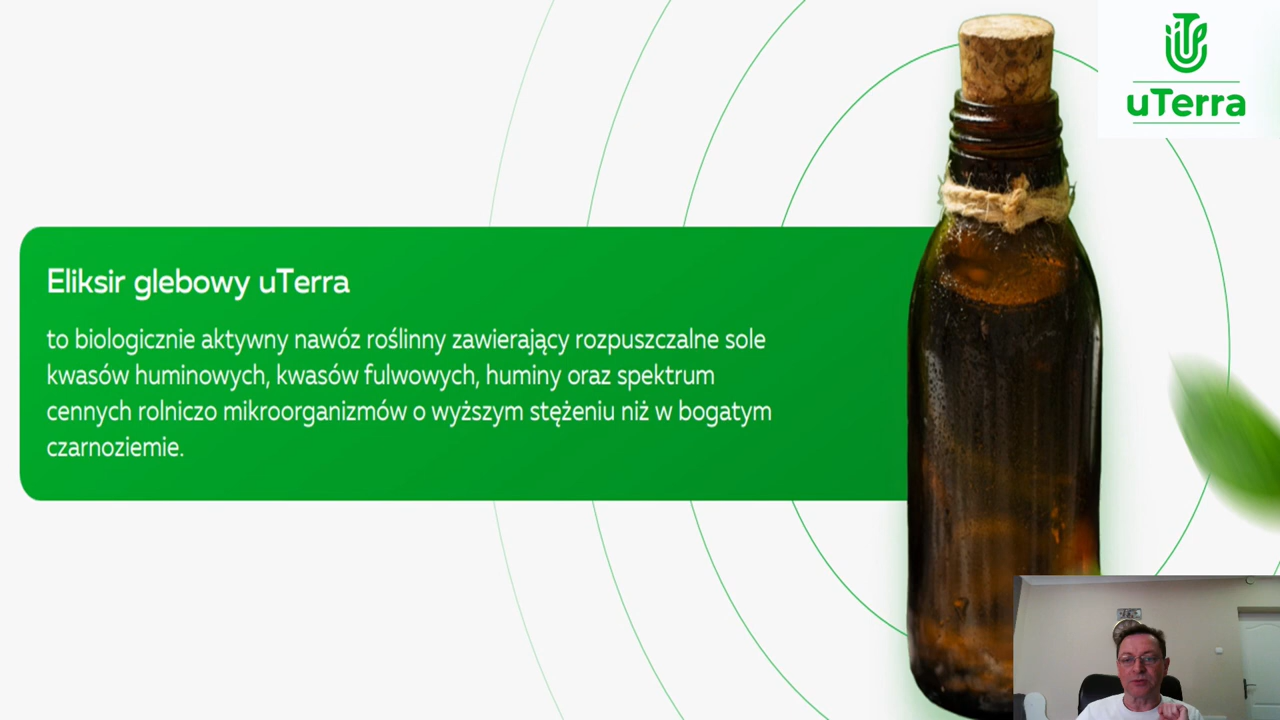 uTerra
Eliksir glebowy uTerra
to biologicznie aktywny nawóz roślinny zawierający rozpuszczalne sole
kwasów huminowych, kwasów fulwowych, huminy oraz spektrum
cennych rolniczo mikroorganizmów o wyższym stężeniu niż w bogatym
czarnoziemie.